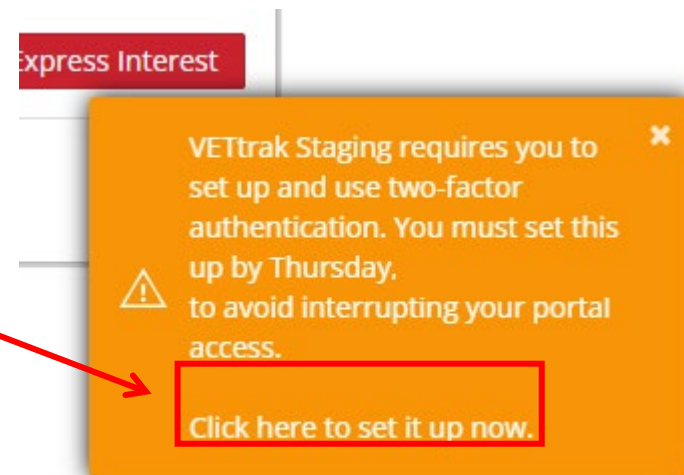 Express Interest
VETtrak Staging requires you to
set up and use two-factor
authentication. You must set this
up by Thursday,
to avoid interrupting your portal
access.
Click here to set it up now.